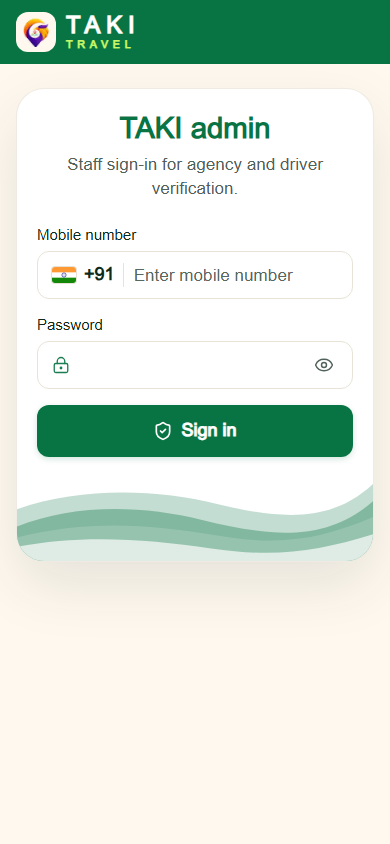 TAKI
TRAVEL
TAKI admin
Staff sign-in for agency and driver
verification.
Mobile number
+91 Enter mobile number
Password
Sign in